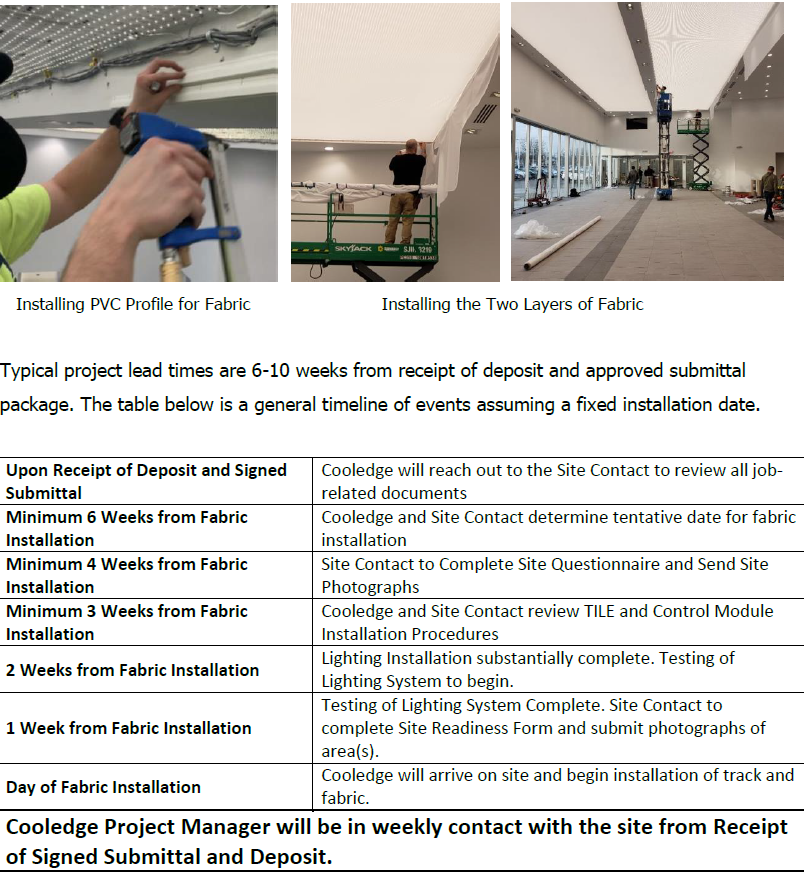 SKYJACK
SJIII 3219
Installing PVC Profile for Fabric
Installing the Two Layers of Fabric
Typical project lead times are 6-10 weeks from receipt of deposit and approved submittal
package. The table below is a general timeline of events assuming a fixed installation date.
Upon Receipt of Deposit and Signed
Submittal
Cooledge will reach out to the Site Contact to review all job-
related documents
Minimum 6 Weeks from Fabric
Installation
Cooledge and Site Contact determine tentative date for fabric
installation
Minimum 4 Weeks from Fabric
Installation
Site Contact to Complete Site Questionnaire and Send Site
Photographs
Minimum 3 Weeks from Fabric
Installation
Cooledge and Site Contact review TILE and Control Module
Installation Procedures
2 Weeks from Fabric Installation
Lighting Installation substantially complete. Testing of
Lighting System to begin.
1 Week from Fabric Installation
Testing of Lighting System Complete. Site Contact to
complete Site Readiness Form and submit photographs of
area(s).
Day of Fabric Installation
Cooledge will arrive on site and begin installation of track and
fabric.
Cooledge Project Manager will be in weekly contact with the site from Receipt
of Signed Submittal and Deposit.